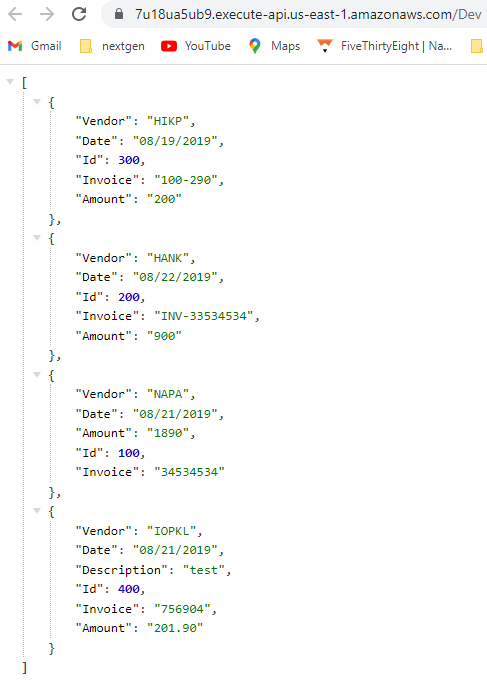 7u18ua5ub9.execute-api.us-east-1.amazonaws.com/Dev
Gmail nextgen YouTube Maps FiveThirtyEight | Na...
[
{
"Vendor": "HIKP",
"Date": "08/19/2019",
"Id": 300,
"Invoice": "100-290",
"Amount": "200"
},
{
"Vendor": "HANK",
"Date": "08/22/2019",
"Id": 200,
"Invoice": "INV-33534534",
"Amount": "900"
},
{
"Vendor": "NAPA",
"Date": "08/21/2019",
"Amount": "1890",
"Id": 100,
"Invoice": "34534534"
},
{
"Vendor": "IOPKL",
"Date": "08/21/2019",
"Description": "test",
"Id": 400,
"Invoice": "756904",
"Amount": "201.90"
}
]